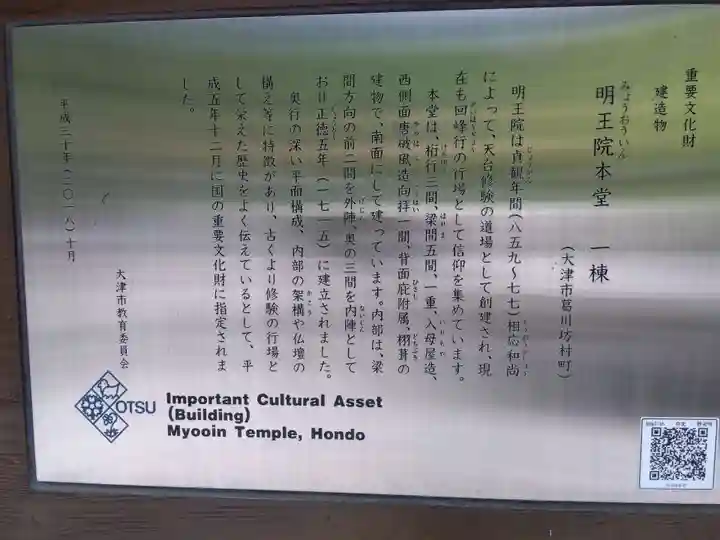 重要文化財
建造物
明王院本堂 一棟
みょうおういん
(大津市葛川坊村町)
明王院は貞観年間(八五九〜七七)相応和尚
によって、天台修験の道場として創建され、現
在も回峰行の行場として信仰を集めています。
本堂は、桁行三間、梁間五間、一重、入母屋造、
西側面唐破風造向拝一間、背面庇附属、栩葺の
建物で、南面にして建っています。内部は、梁
間方向の前二間を外陣、奥の三間を内陣として
おり正徳五年(一七一五)に建立されました。
奥行の深い平面構成、内部の架構や仏壇の
構え等に特徴があり、古くより修験の行場と
して栄えた歴史をよく伝えているとして、平
成五年十二月に国の重要文化財に指定されま
した。
平成三十年(二〇一八)十月
大津市教育委員会
OTSU
Important Cultural Asset
(Building)
Myooin Temple, Hondo